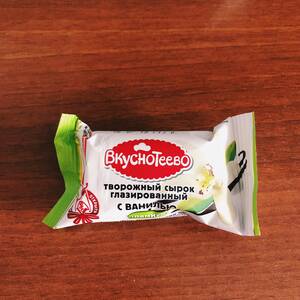 ВКУСНОТЕЕВО
ТВОРОЖНЫЙ СЫРОК
ГЛАЗИРОВАННЫЙ
С ВАНИЛЬЮ